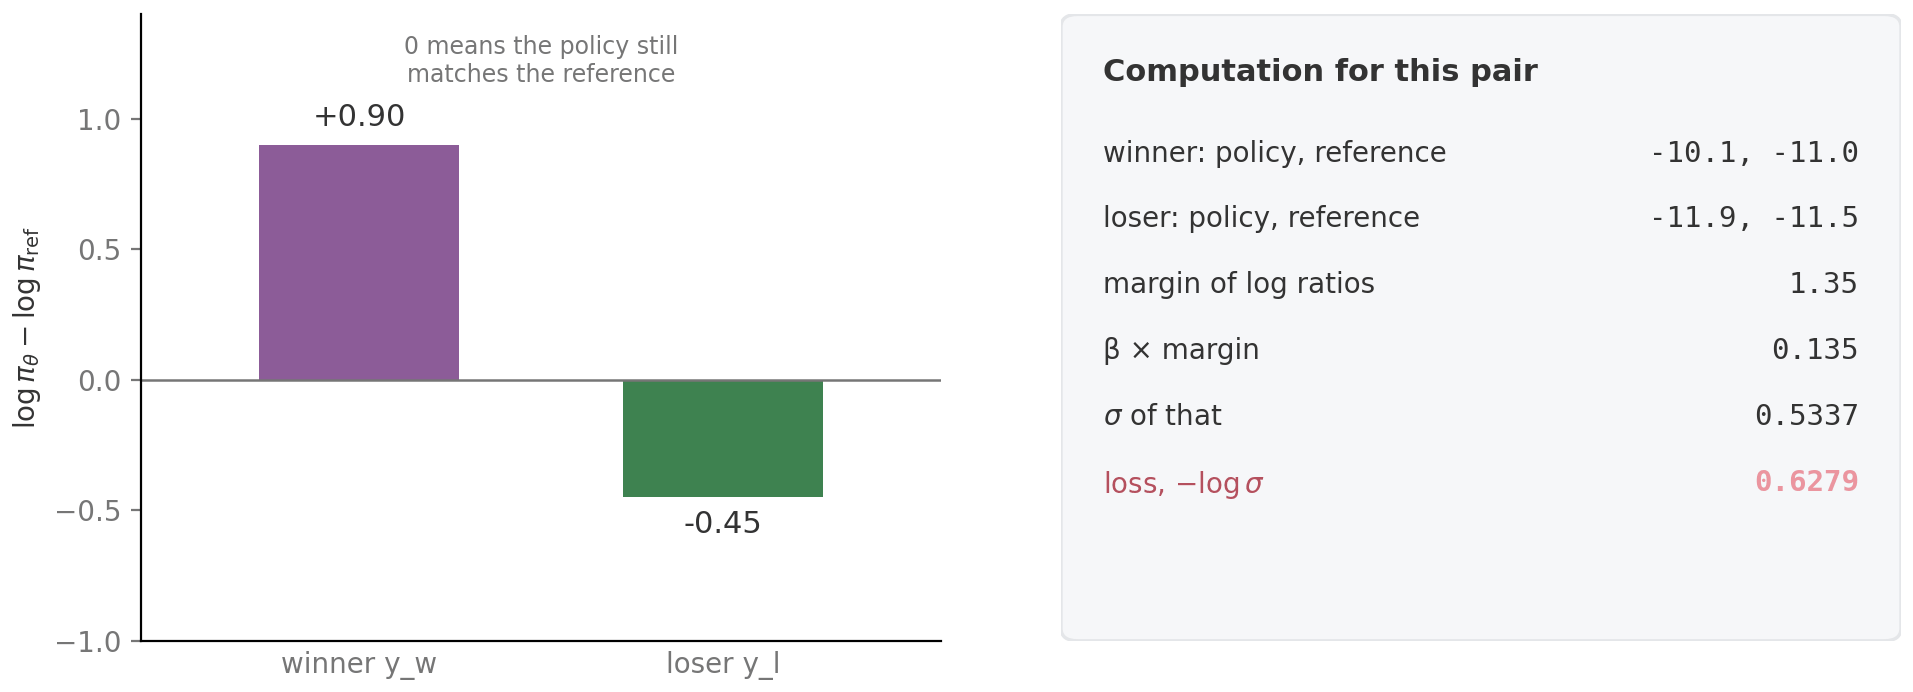 0 means the policy still
matches the reference
log π_θ − log π_ref
1.0
0.5
0.0
−0.5
−1.0
+0.90
-0.45
winner y_w
loser y_l
Computation for this pair
winner: policy, reference -10.1, -11.0
loser: policy, reference -11.9, -11.5
margin of log ratios 1.35
β × margin 0.135
σ of that 0.5337
loss, −log σ 0.6279